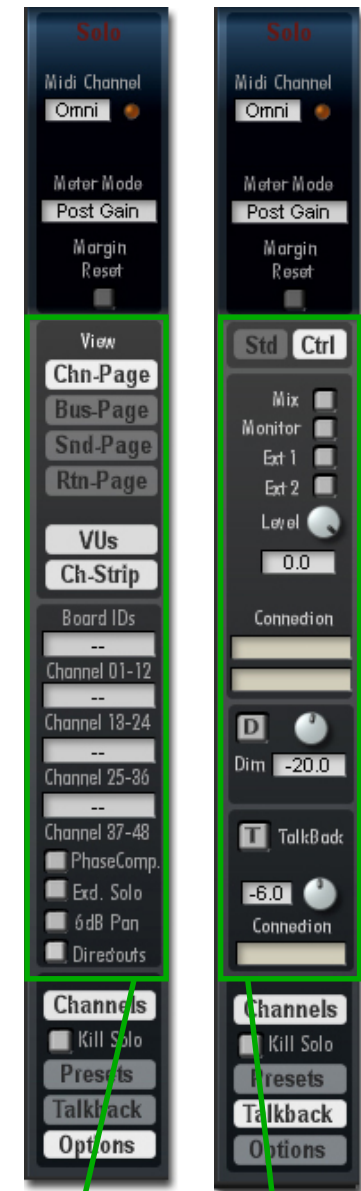 Solo
Midi Channel
Omni
Meter Mode
Post Gain
Margin
Reset
View
Chn-Page
Bus-Page
Snd-Page
Rtn-Page
VUs
Ch-Strip
Board IDs
--
Channel 01-12
--
Channel 13-24
--
Channel 25-36
--
Channel 37-48
PhaseComp.
Excl. Solo
6dB Pan
Directouts
Channels
Kill Solo
Presets
Talkback
Options
Solo
Midi Channel
Omni
Meter Mode
Post Gain
Margin
Reset
Std Ctrl
Mix
Monitor
Ext 1
Ext 2
Level
0.0
Connection
D
Dim -20.0
T TalkBack
-6.0
Connection
Channels
Kill Solo
Presets
Talkback
Options